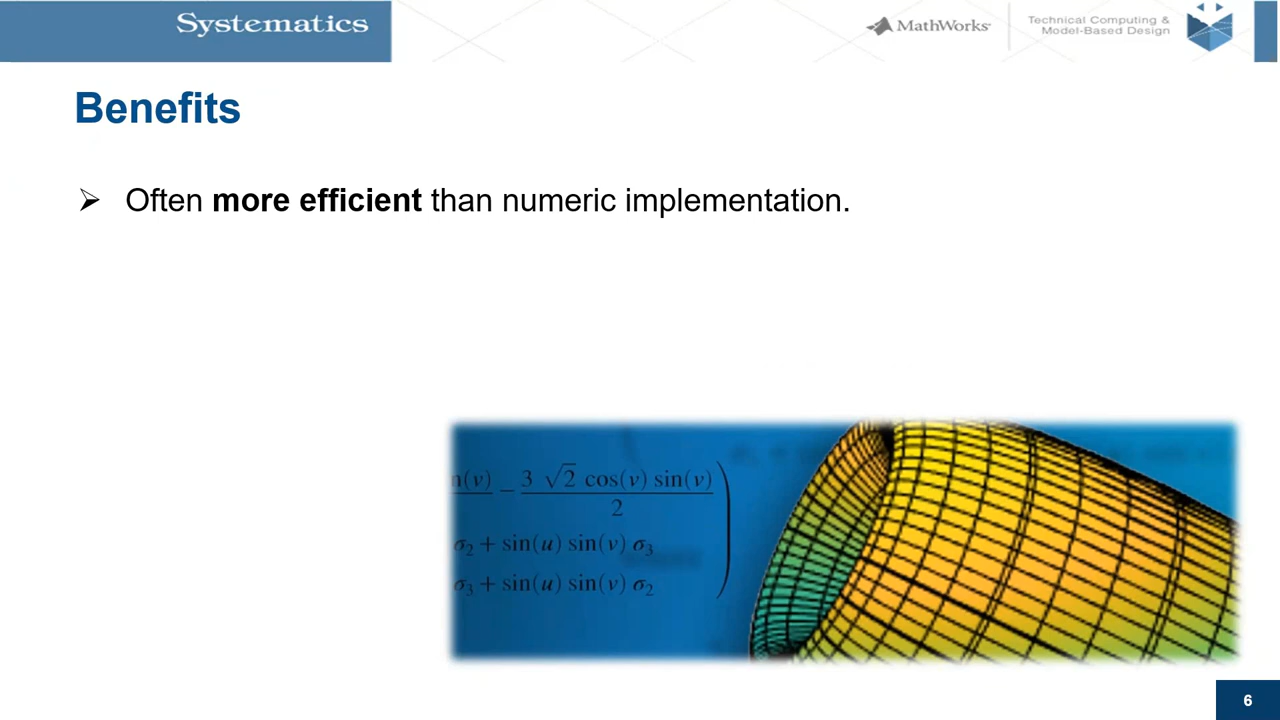 Systematics
MathWorks
Technical Computing &
Model-Based Design
Benefits
Often more efficient than numeric implementation.
n(v) − 3 √2 cos(v) sin(v)
2
σ2 + sin(u) sin(v) σ3
σ3 + sin(u) sin(v) σ2
6